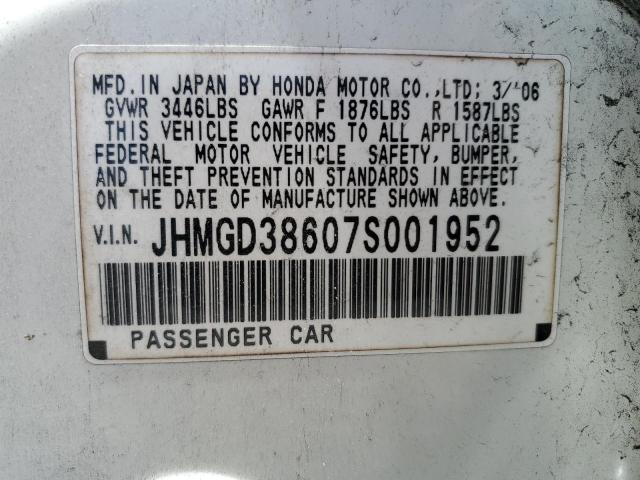 MFD. IN JAPAN BY HONDA MOTOR CO.,LTD; 3/'06
GVWR 3446LBS GAWR F 1876LBS R 1587LBS
THIS VEHICLE CONFORMS TO ALL APPLICABLE
FEDERAL MOTOR VEHICLE SAFETY, BUMPER,
AND THEFT PREVENTION STANDARDS IN EFFECT
ON THE DATE OF MANUFACTURE SHOWN ABOVE.
V.I.N. JHMGD38607S001952
PASSENGER CAR